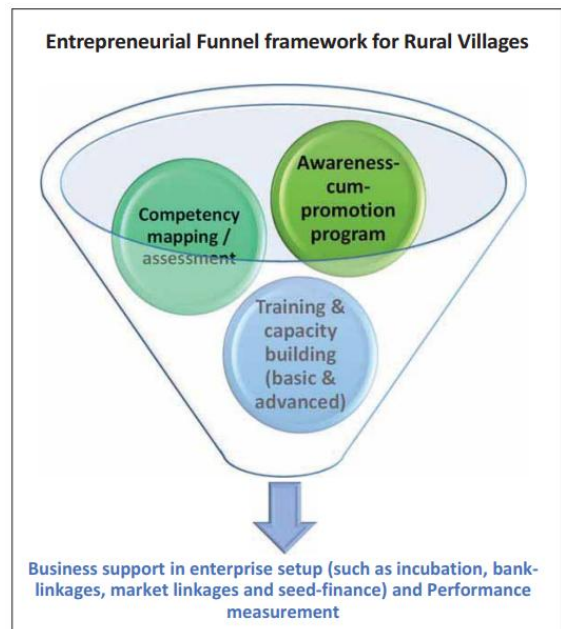 Entrepreneurial Funnel framework for Rural Villages
Awareness-
cum-
promotion
program
Competency
mapping /
assessment
Training &
capacity
building
(basic &
advanced)
Business support in enterprise setup (such as incubation, bank-
linkages, market linkages and seed-finance) and Performance
measurement